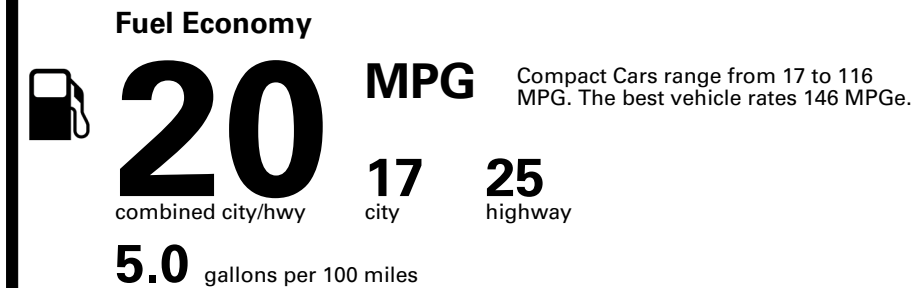 Fuel Economy
20 MPG
Compact Cars range from 17 to 116
MPG. The best vehicle rates 146 MPGe.
17 25
combined city/hwy city highway
5.0 gallons per 100 miles